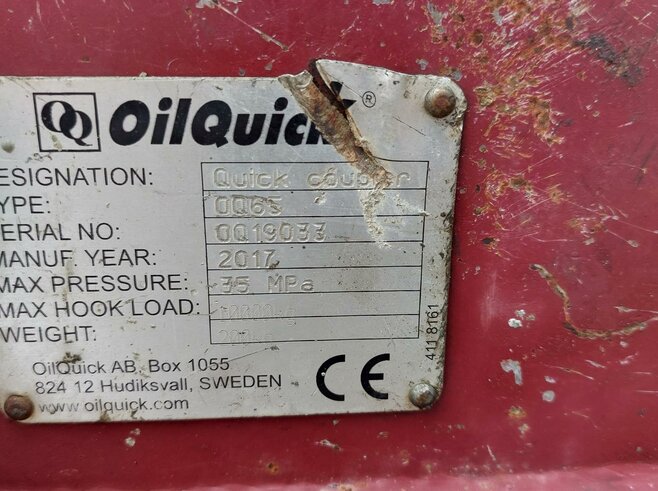 OQ OilQuick ®
ESIGNATION: Quick coupler
YPE: OQ65
ERIAL NO: OQ19033
MANUF. YEAR: 2017
MAX PRESSURE: 35 MPa
MAX HOOK LOAD:
WEIGHT:
OilQuick AB, Box 1055
824 12 Hudiksvall, SWEDEN
www.oilquick.com
CE
411 8161